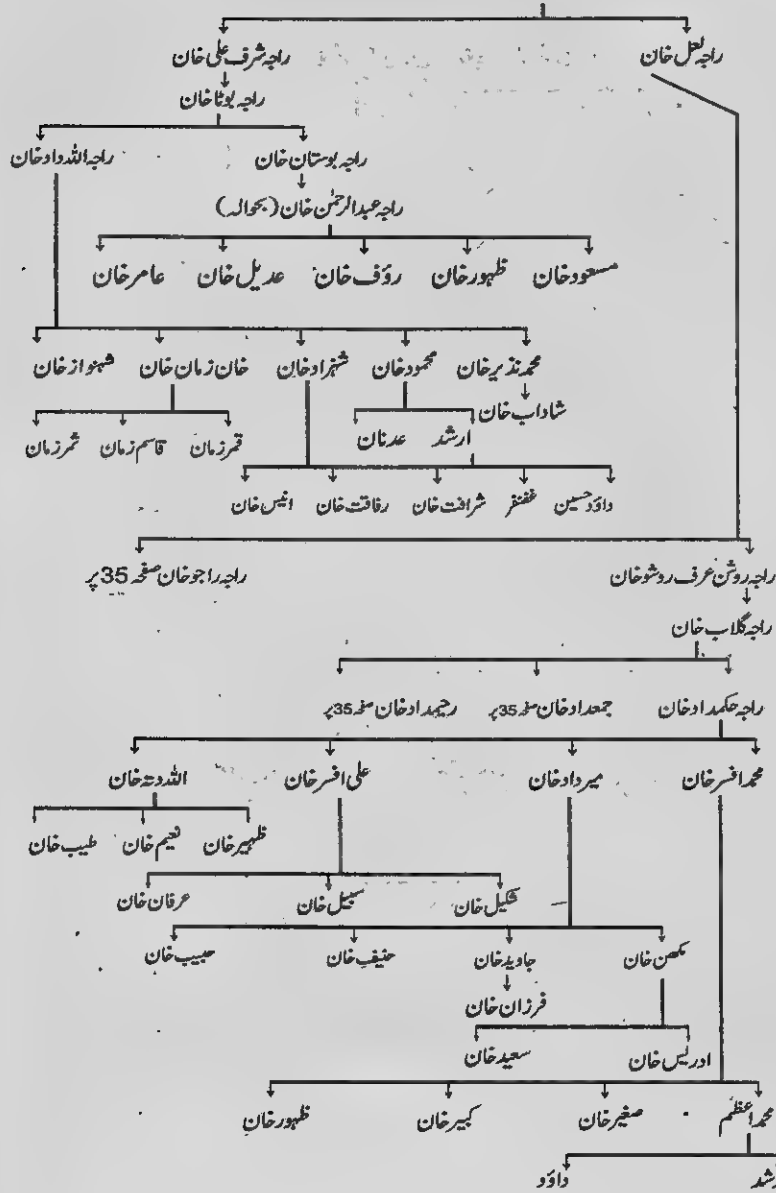 راجہ لعل خان راجہ شرف علی خان
راجہ بوٹا خان
راجہ بوستان خان راجہ اللہ داد خان
راجہ عبدالرحمٰن خان (بحوالہ)
مسعود خان ظہور خان رؤف خان عدیل خان عامر خان
محمد نذیر خان محمود خان شہزاد خان خان زمان خان شہنواز خان
شاداب خان
ارشد عدنان قمر زمان قاسم زمان ثمر زمان
داؤد حسین غضنفر شرافت خان رفاقت خان انیس خان
راجہ روشن عرف روشو خان راجہ راجو خان صفحہ 35 پر
راجہ گلاب خان
راجہ حکمداد خان جمعداد خان صفحہ 35 پر رحیمداد خان صفحہ 35 پر
محمد افسر خان میرداد خان علی افسر خان اللہ دتہ خان
ظہیر خان نعیم خان طیب خان
شکیل خان سبیل خان عرفان خان
مکھن خان جاوید خان حنیف خان حبیب خان
فرزان خان
ادریس خان سعید خان
محمد اعظم صغیر خان کبیر خان ظہور خان
داؤد